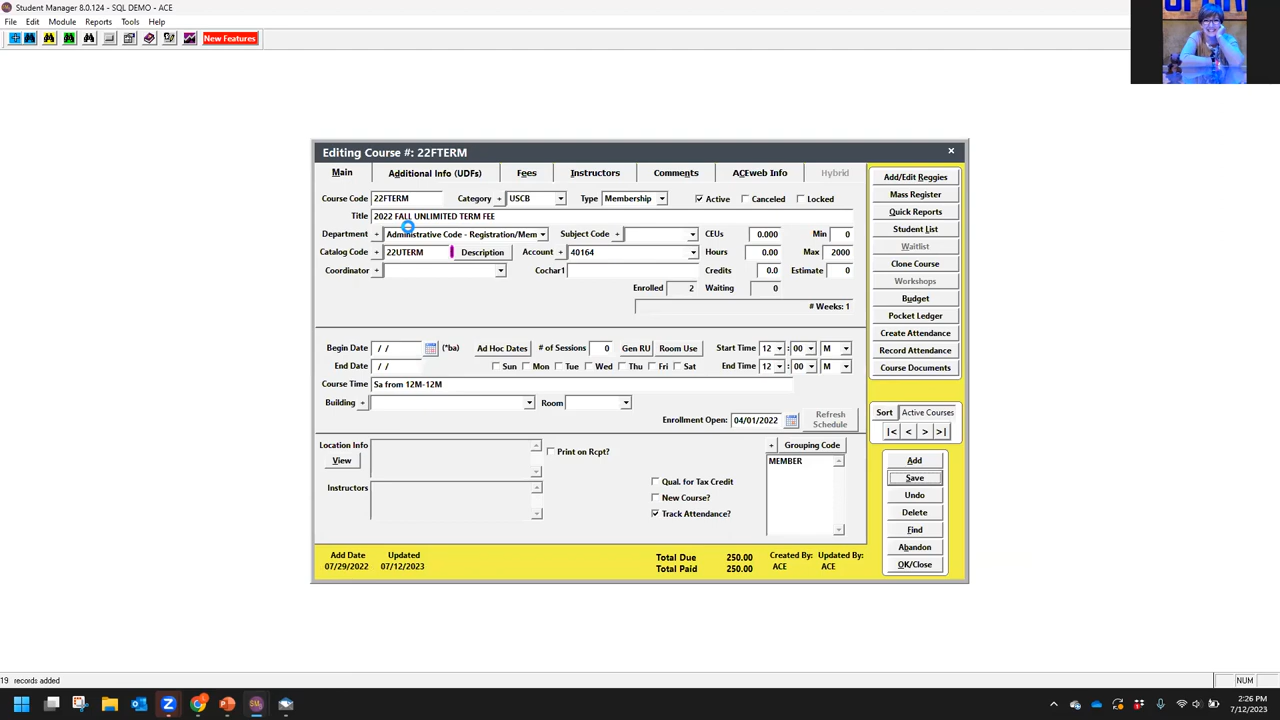 Student Manager 8.0.124 - SQL DEMO - ACE
File Edit Module Reports Tools Help
New Features
Editing Course #: 22FTERM
Main Additional Info (UDFs) Fees Instructors Comments ACEweb Info Hybrid
Course Code 22FTERM Category + USCB Type Membership Active Canceled Locked
Title 2022 FALL UNLIMITED TERM FEE
Department + Administrative Code - Registration/Mem Subject Code + CEUs 0.000 Min 0
Catalog Code + 22UTERM Description Account + 40164 Hours 0.00 Max 2000
Coordinator + Cochar1 Credits 0.0 Estimate 0
Enrolled 2 Waiting 0
# Weeks: 1
Begin Date / / (*ba) Ad Hoc Dates # of Sessions 0 Gen RU Room Use Start Time 12 : 00 M
End Date / / Sun Mon Tue Wed Thu Fri Sat End Time 12 : 00 M
Course Time Sa from 12M-12M
Building + Room
Enrollment Open: 04/01/2022 Refresh Schedule
Location Info Print on Rcpt? + Grouping Code
View MEMBER
Instructors Qual. for Tax Credit
New Course?
Track Attendance?
Add Date Updated Total Due 250.00 Created By: Updated By:
07/29/2022 07/12/2023 Total Paid 250.00 ACE ACE
Add/Edit Reggies
Mass Register
Quick Reports
Student List
Waitlist
Clone Course
Workshops
Budget
Pocket Ledger
Create Attendance
Record Attendance
Course Documents
Sort Active Courses
|< < > >|
Add
Save
Undo
Delete
Find
Abandon
OK/Close
19 records added NUM
2:26 PM
7/12/2023